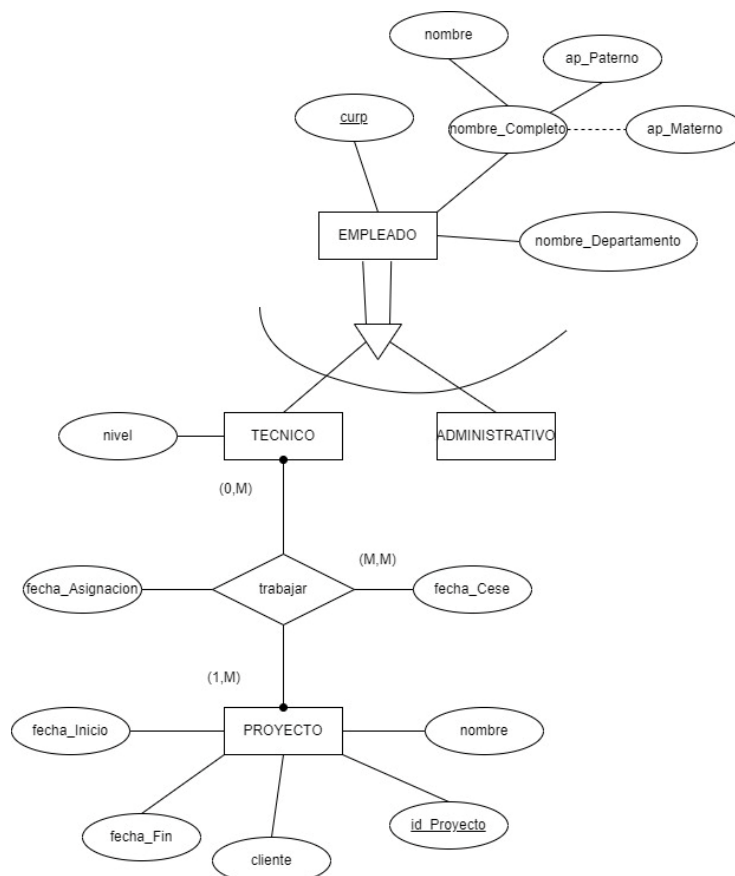 nombre
ap_Paterno
curp
nombre_Completo
ap_Materno
EMPLEADO
nombre_Departamento
nivel
TECNICO
ADMINISTRATIVO
(0,M)
(M,M)
fecha_Asignacion
trabajar
fecha_Cese
(1,M)
fecha_Inicio
PROYECTO
nombre
fecha_Fin
id_Proyecto
cliente